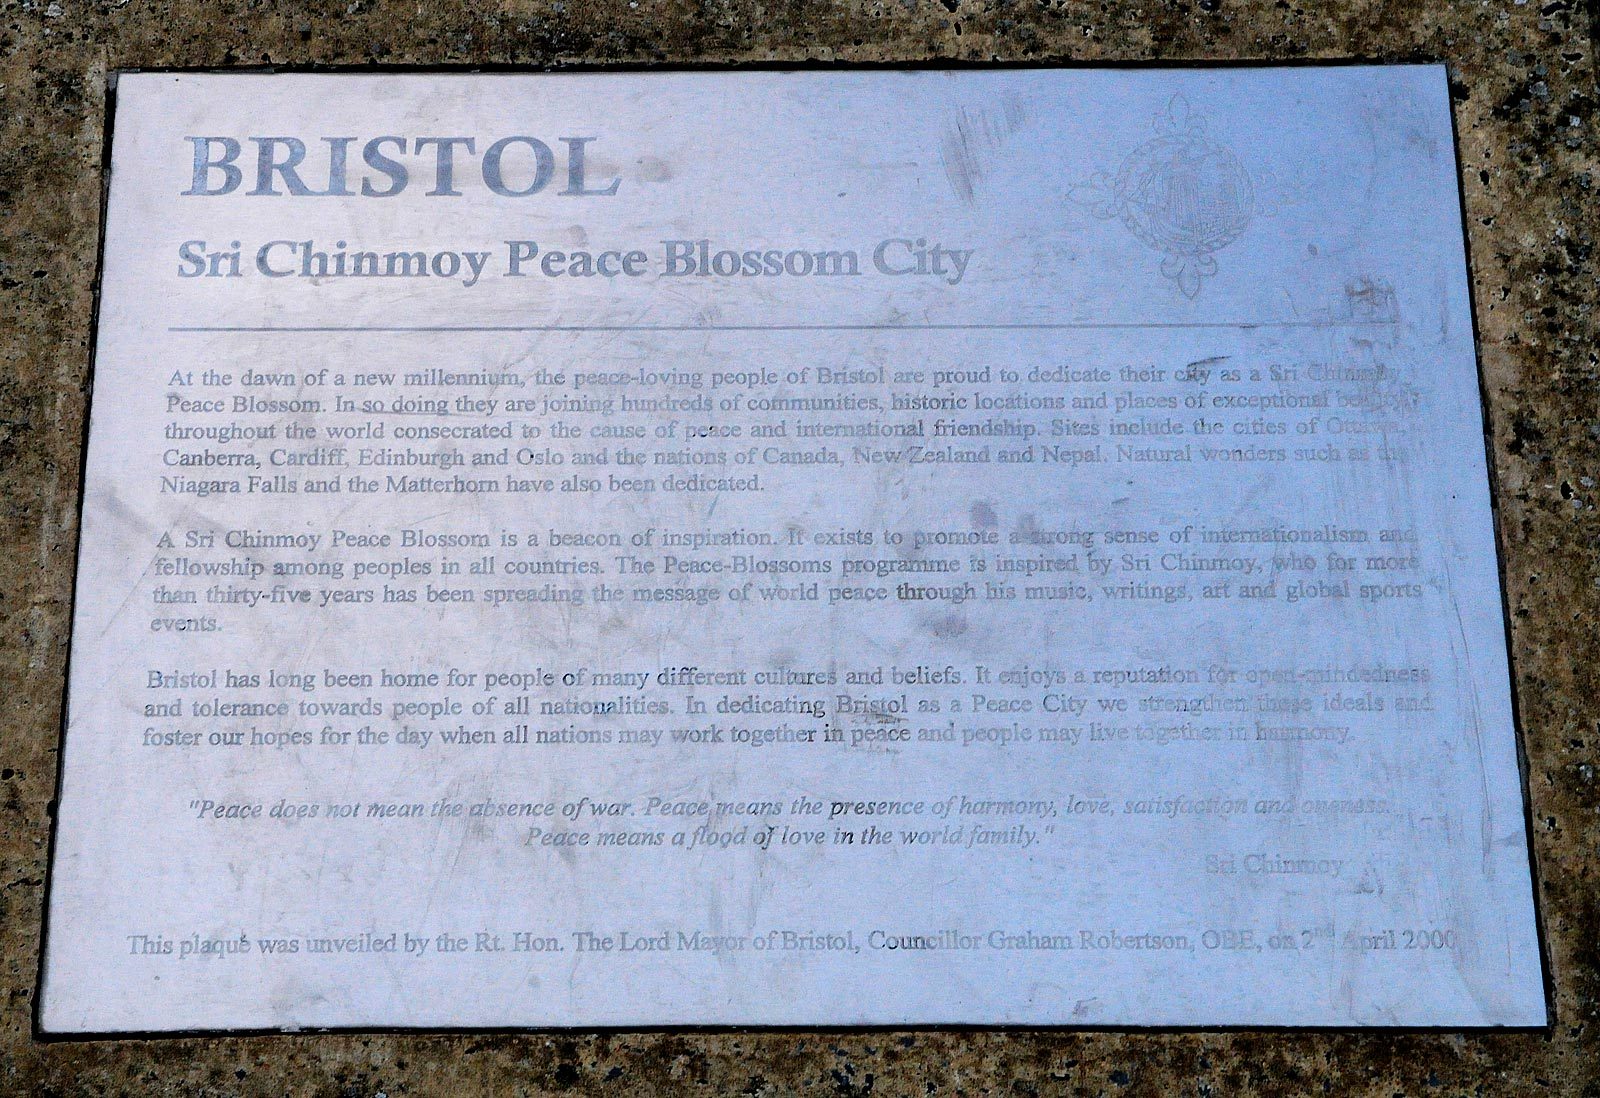 BRISTOL
Sri Chinmoy Peace Blossom City
At the dawn of a new millennium, the peace-loving people of Bristol are proud to dedicate their city as a Sri Chinmoy
Peace Blossom. In so doing they are joining hundreds of communities, historic locations and places of exceptional beauty
throughout the world consecrated to the cause of peace and international friendship. Sites include the cities of Ottawa,
Canberra, Cardiff, Edinburgh and Oslo and the nations of Canada, New Zealand and Nepal. Natural wonders such as the
Niagara Falls and the Matterhorn have also been dedicated.
A Sri Chinmoy Peace Blossom is a beacon of inspiration. It exists to promote a strong sense of internationalism and
fellowship among peoples in all countries. The Peace-Blossoms programme is inspired by Sri Chinmoy, who for more
than thirty-five years has been spreading the message of world peace through his music, writings, art and global sports
events.
Bristol has long been home for people of many different cultures and beliefs. It enjoys a reputation for open-mindedness
and tolerance towards people of all nationalities. In dedicating Bristol as a Peace City we strengthen these ideals and
foster our hopes for the day when all nations may work together in peace and people may live together in harmony.
"Peace does not mean the absence of war. Peace means the presence of harmony, love, satisfaction and oneness.
Peace means a flood of love in the world family."
Sri Chinmoy
This plaque was unveiled by the Rt. Hon. The Lord Mayor of Bristol, Councillor Graham Robertson, OBE, on 2nd April 2000